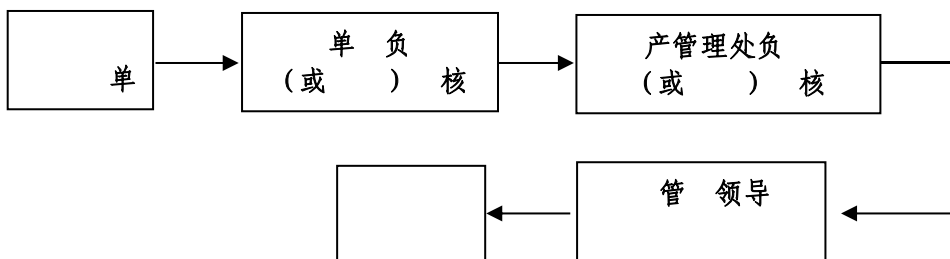 单
单 负
(或 ) 核
产管理处负
(或 ) 核
管 领导